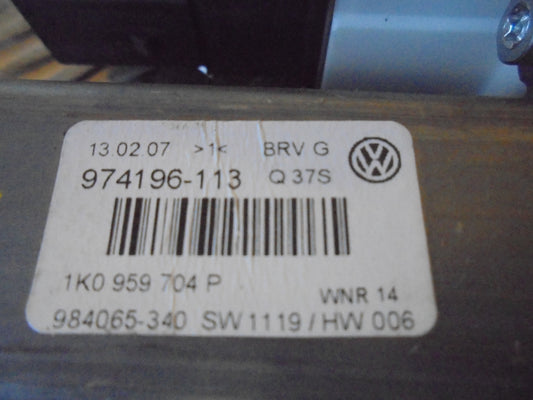 13.02.07 >1< BRV G
974196-113 Q 37S
1K0 959 704 P
WNR 14
984065-340 SW 1119 / HW 006